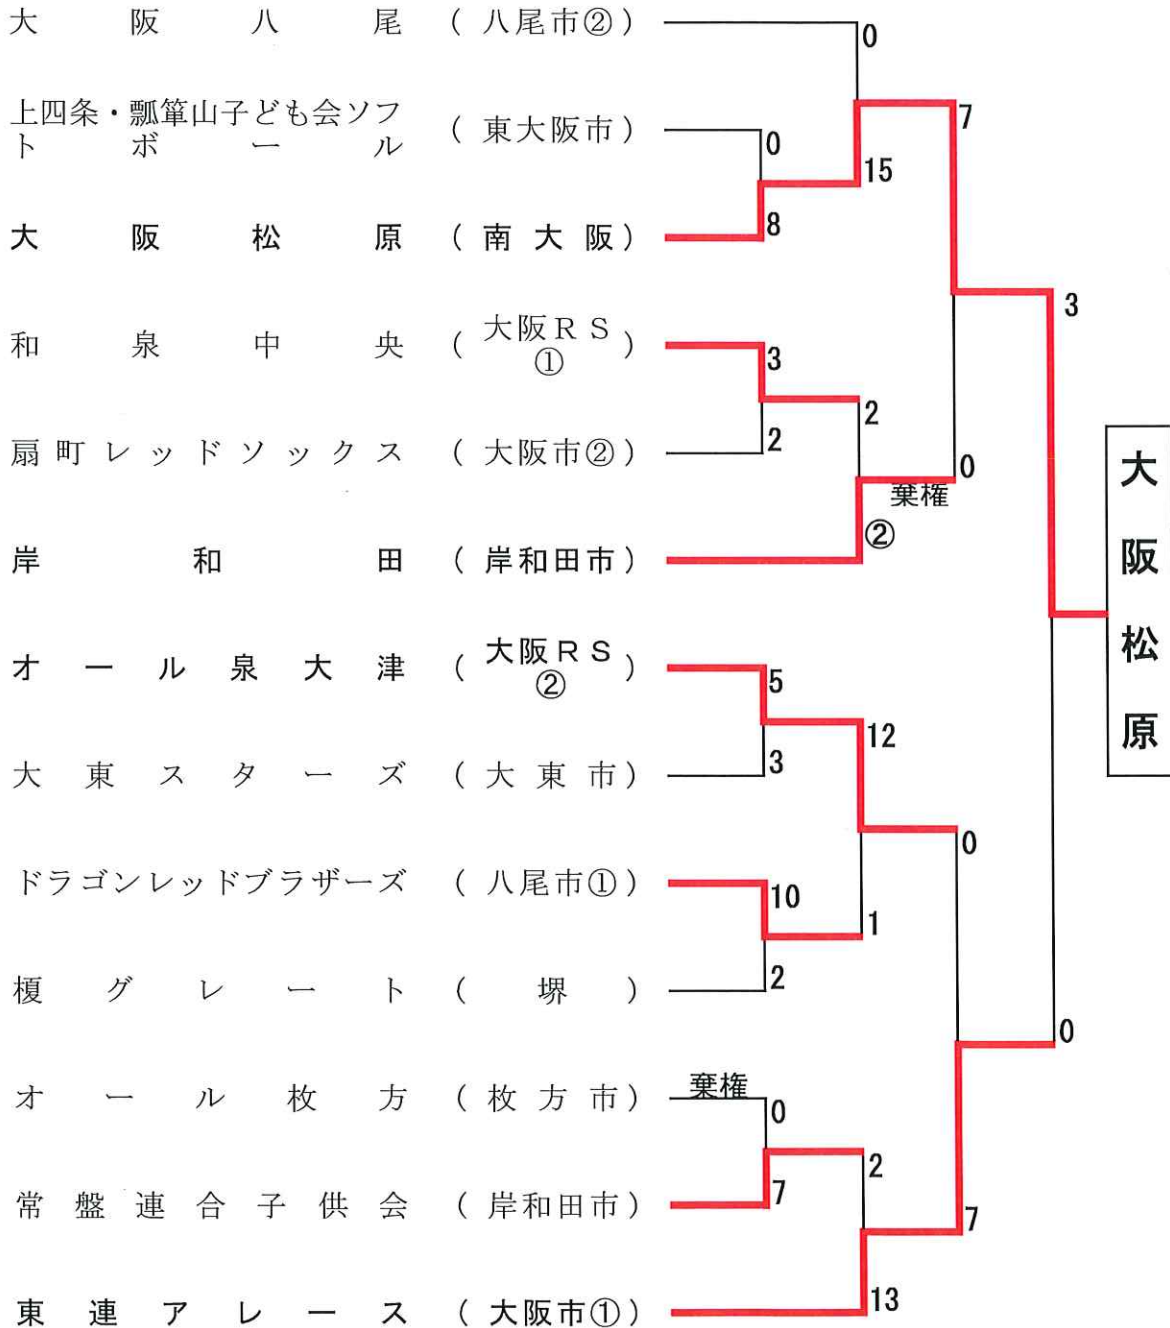 大阪八尾 （八尾市②）
0
上四条・瓢箪山子ども会ソフ
トボール （東大阪市）
0
7
15
大阪松原 （南大阪）
8
3
和泉中央 （大阪ＲＳ
①）
3
2
扇町レッドソックス （大阪市②）
2
0
棄権
岸和田 （岸和田市）
②
大阪松原
オール泉大津 （大阪ＲＳ
②）
5
12
大東スターズ （大東市）
3
0
ドラゴンレッドブラザーズ （八尾市①）
10
1
榎グレート （堺）
2
0
オール枚方 （枚方市）
棄権
0
2
常盤連合子供会 （岸和田市）
7
7
東連アレース （大阪市①）
13